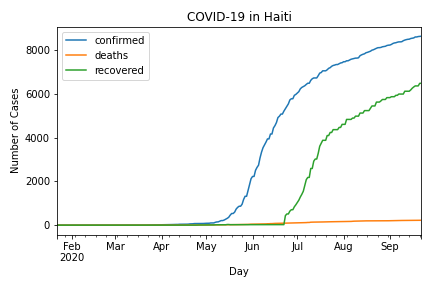 COVID-19 in Haiti
confirmed
deaths
recovered
Number of Cases
8000
6000
4000
2000
0
Feb Mar Apr May Jun Jul Aug Sep
2020
Day